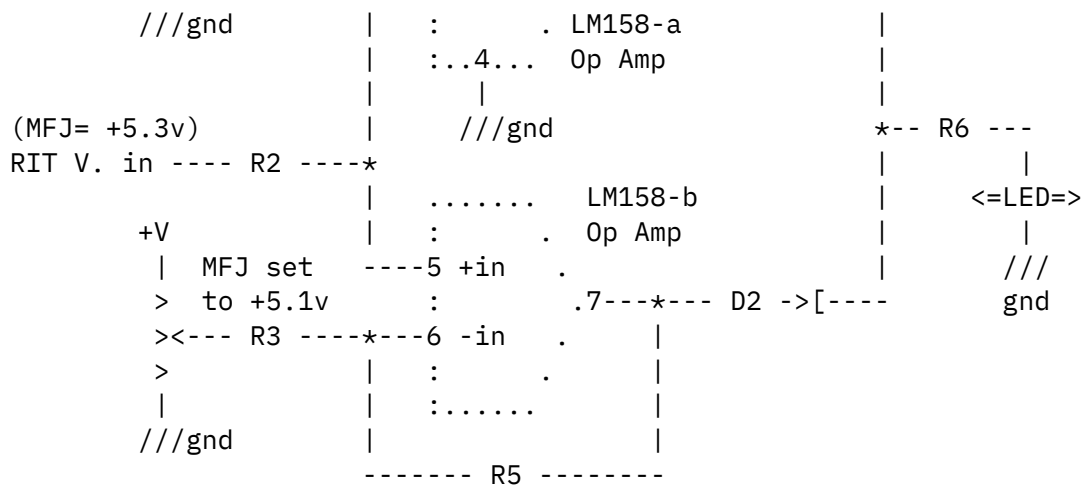 ///gnd | : . LM158-a |
| :..4... Op Amp |
| | |
(MFJ= +5.3v) | ///gnd *-- R6 ---
RIT V. in ---- R2 ----* | |
| ....... LM158-b | <=LED=>
+V | : . Op Amp | |
| MFJ set ----5 +in . | ///
> to +5.1v : .7---*--- D2 ->[---- gnd
><--- R3 ----*---6 -in . |
> | : . |
| | :...... |
///gnd | |
------- R5 --------